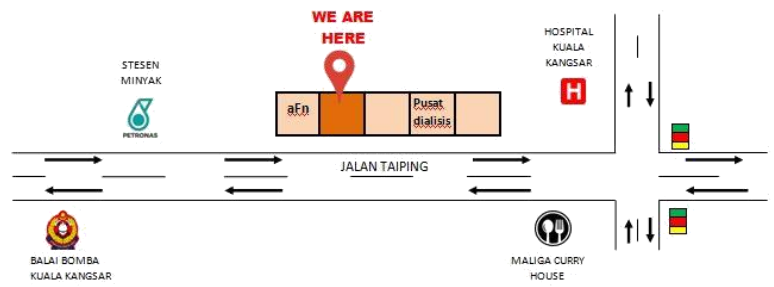 WE ARE
HERE
HOSPITAL
KUALA
KANGSAR
STESEN
MINYAK
H
aFn
Pusat
dialisis
PETRONAS
JALAN TAIPING
BALAI BOMBA
KUALA KANGSAR
MALIGA CURRY
HOUSE